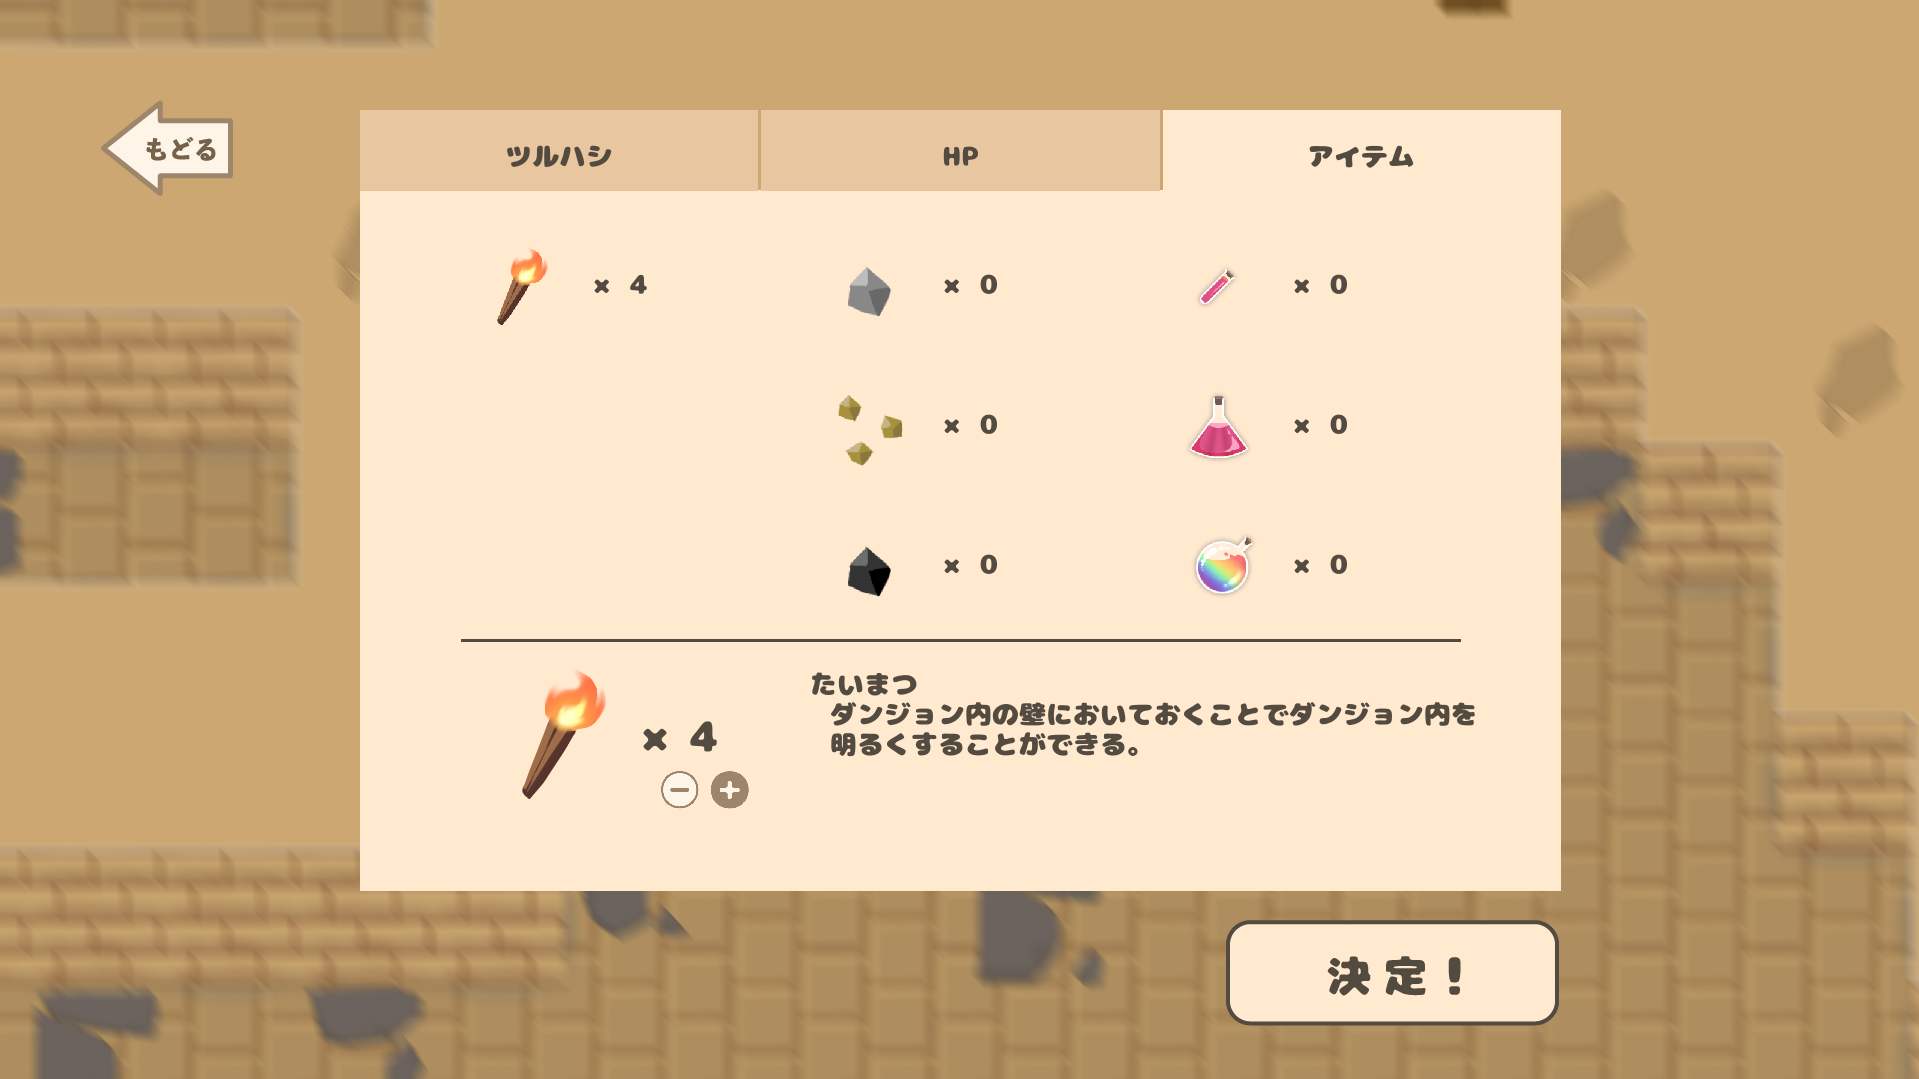 もどる
ツルハシ
HP
アイテム
× 4
× 0
× 0
× 0
× 0
× 0
× 0
× 4
たいまつ
ダンジョン内の壁においておくことでダンジョン内を
明るくすることができる。
決定!